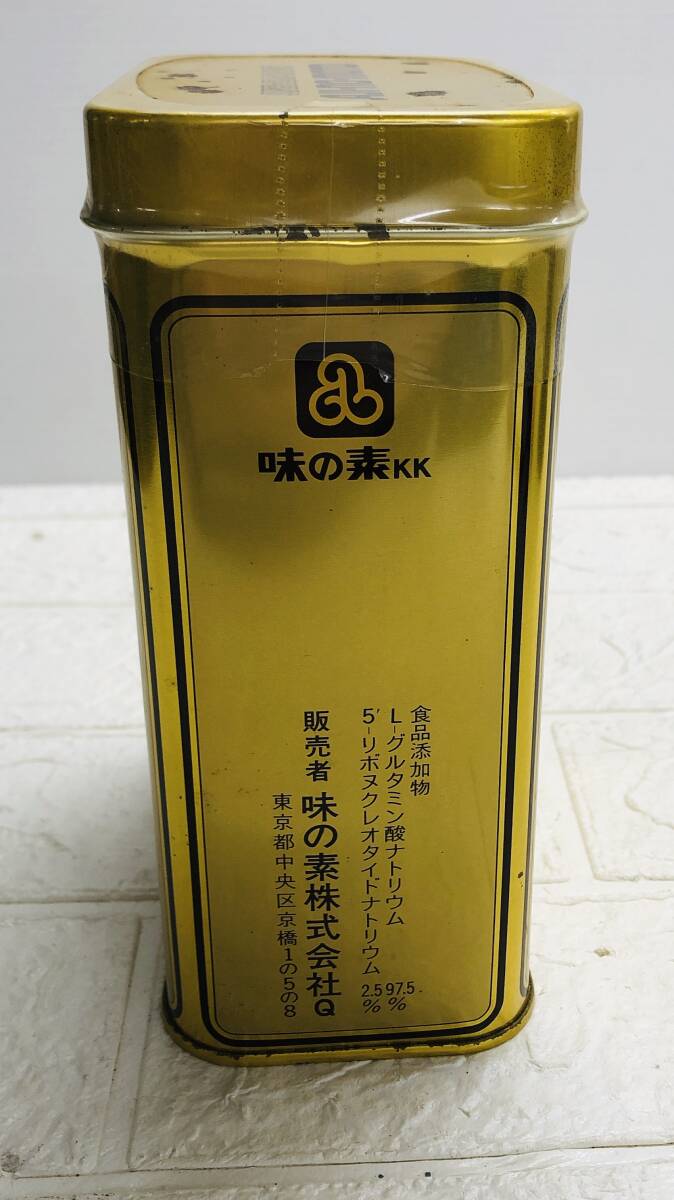 味の素KK
食品添加物
L-グルタミン酸ナトリウム 97.5%
5'-リボヌクレオタイドナトリウム 2.5%
販売者 味の素株式会社Q
東京都中央区京橋1の5の8